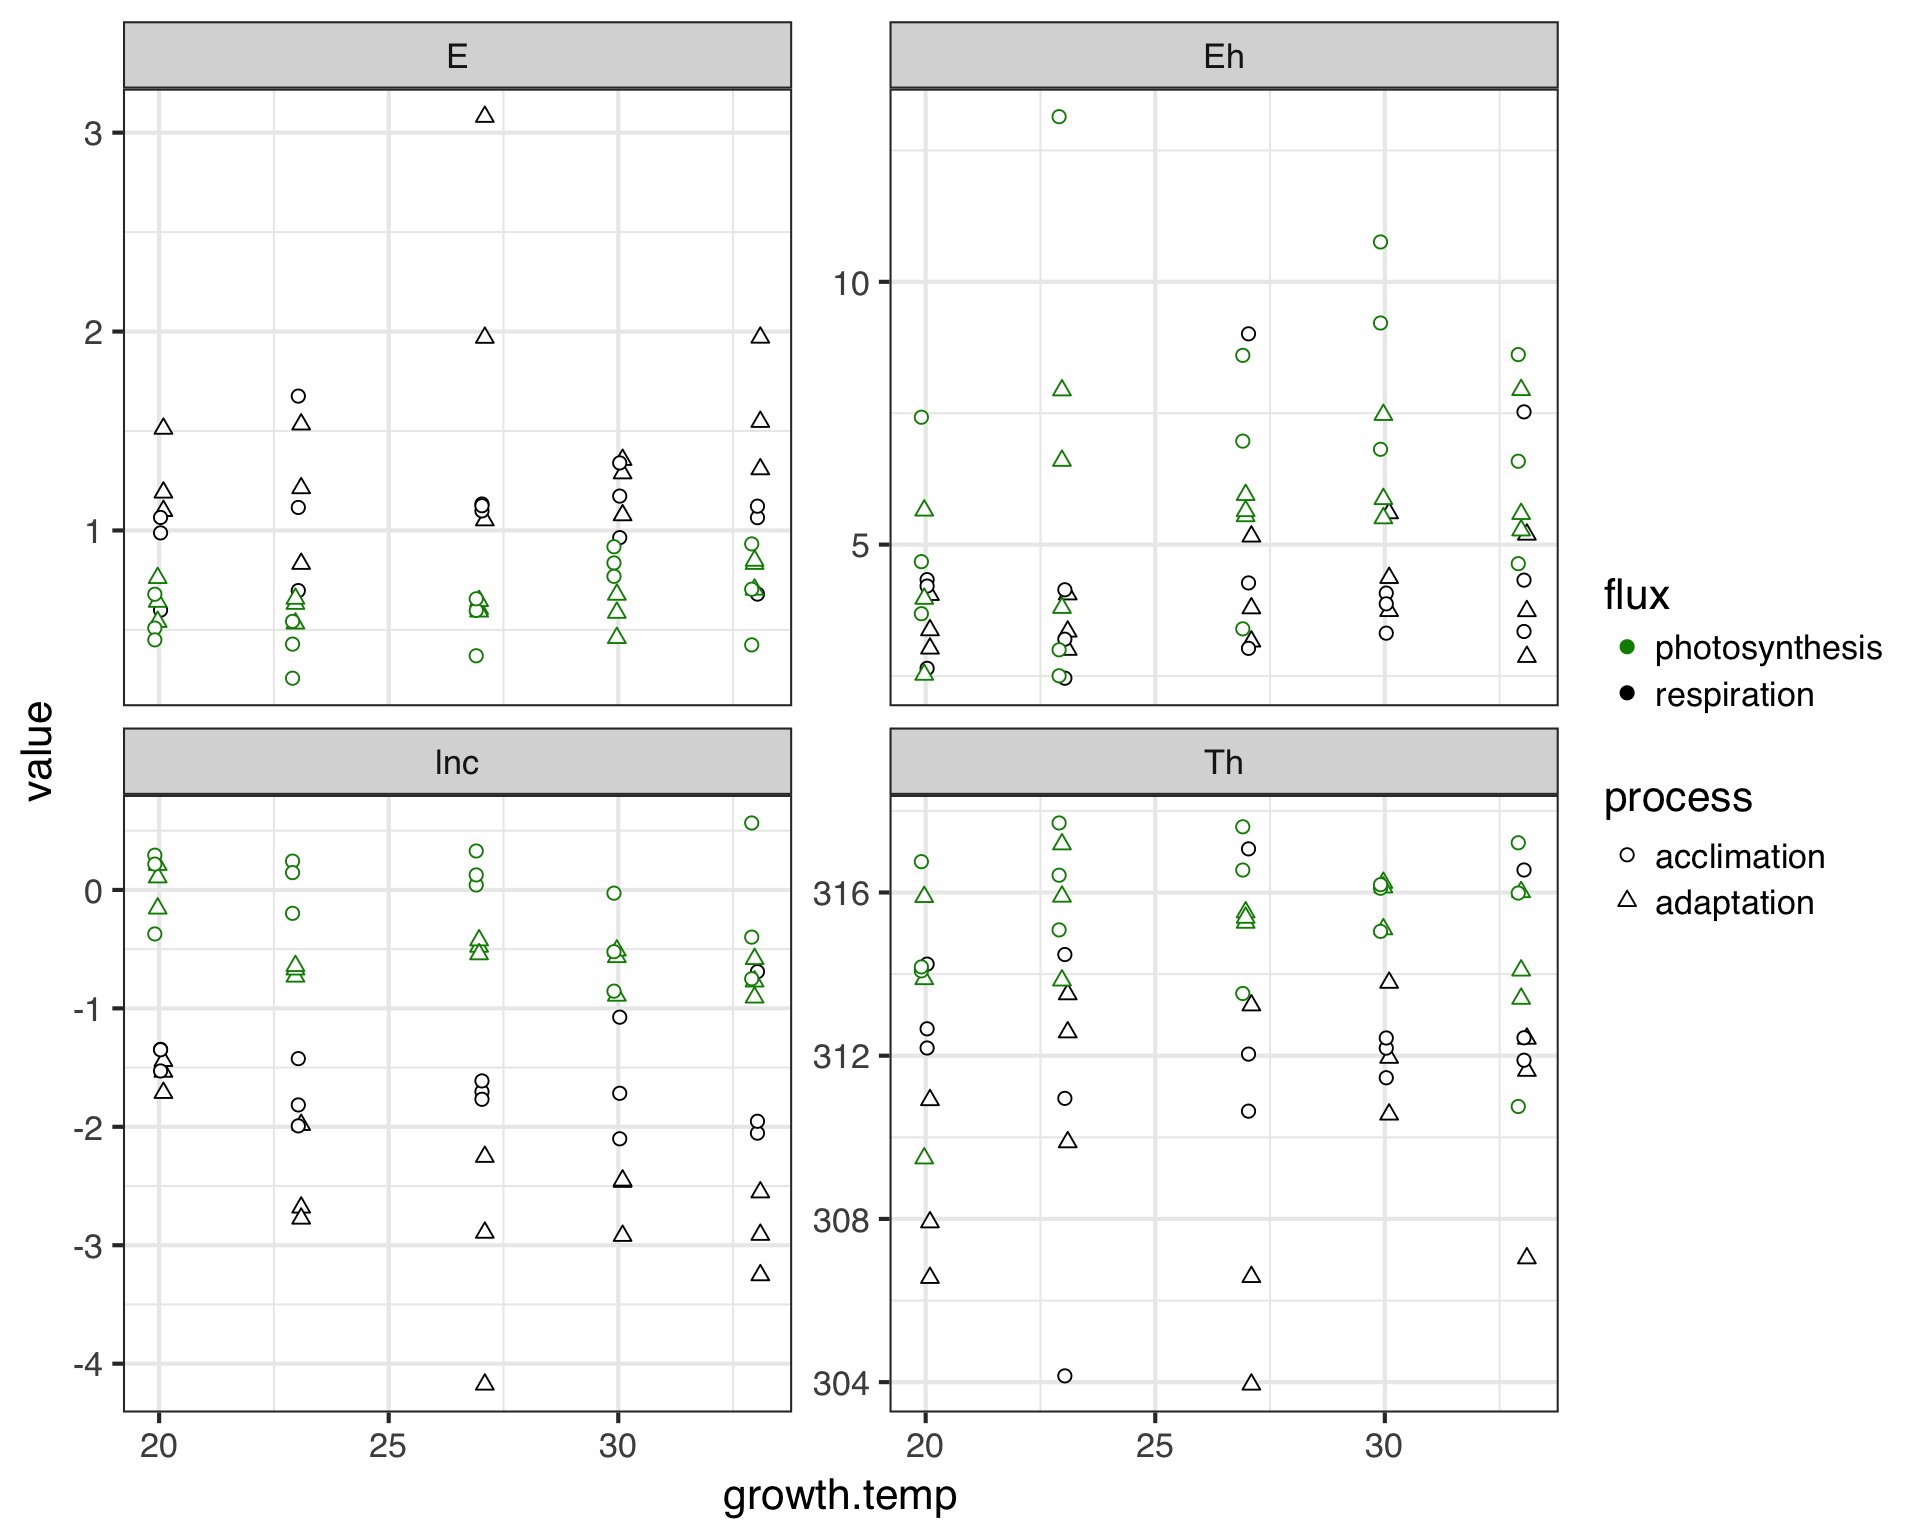 E
Eh
3
2
1
10
5
value
flux
photosynthesis
respiration
process
acclimation
adaptation
lnc
Th
0
-1
-2
-3
-4
316
312
308
304
20
25
30
20
25
30
growth.temp